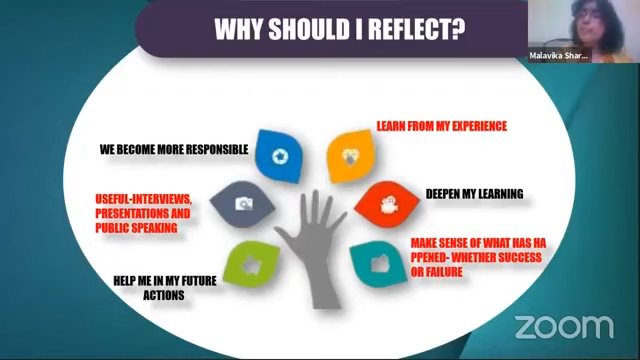 WHY SHOULD I REFLECT?
Malavika Shar...
LEARN FROM MY EXPERIENCE
WE BECOME MORE RESPONSIBLE
DEEPEN MY LEARNING
USEFUL-INTERVIEWS,
PRESENTATIONS AND
PUBLIC SPEAKING
MAKE SENSE OF WHAT HAS HA
PPENED- WHETHER SUCCESS
OR FAILURE
HELP ME IN MY FUTURE
ACTIONS
zoom